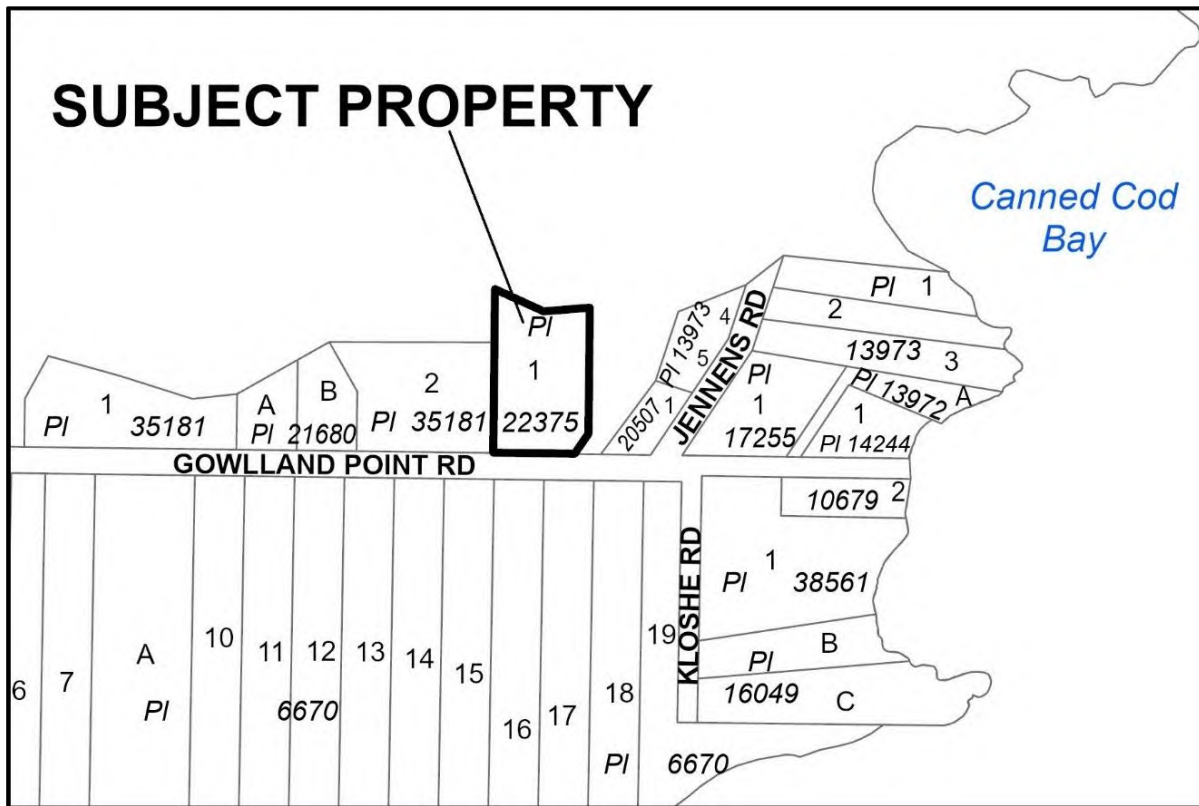 SUBJECT PROPERTY
Canned Cod
Bay
Pl
1
22375
1
Pl 35181
A
Pl 21680
B
2
Pl 35181
Pl 13973
4
5
20507 1
JENNENS RD
Pl 1
2
13973 3
Pl 13972 A
Pl
1
17255
1
Pl 14244
GOWLLAND POINT RD
KLOSHE RD
10679 2
1
Pl 38561
B
Pl
16049 C
6
7
A
Pl
10
11
12
6670
13
14
15
16
17
18
19
Pl 6670